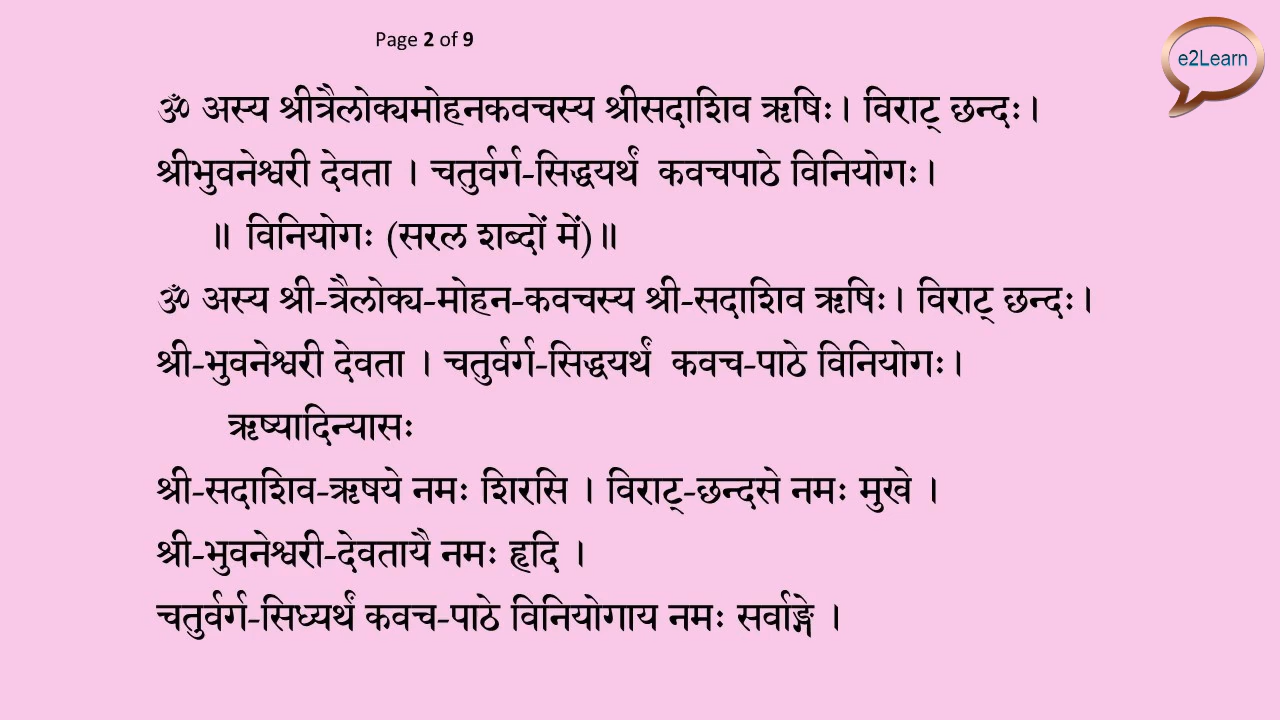 Page 2 of 9
e2Learn
ॐ अस्य श्रीत्रैलोक्यमोहनकवचस्य श्रीसदाशिव ऋषिः। विराट् छन्दः।
श्रीभुवनेश्वरी देवता । चतुर्वर्ग-सिद्धयर्थं कवचपाठे विनियोगः।
॥ विनियोगः (सरल शब्दों में)॥
ॐ अस्य श्री-त्रैलोक्य-मोहन-कवचस्य श्री-सदाशिव ऋषिः। विराट् छन्दः।
श्री-भुवनेश्वरी देवता । चतुर्वर्ग-सिद्धयर्थं कवच-पाठे विनियोगः।
ऋष्यादिन्यासः
श्री-सदाशिव-ऋषये नमः शिरसि । विराट्-छन्दसे नमः मुखे ।
श्री-भुवनेश्वरी-देवतायै नमः हृदि ।
चतुर्वर्ग-सिध्यर्थं कवच-पाठे विनियोगाय नमः सर्वाङ्गे ।